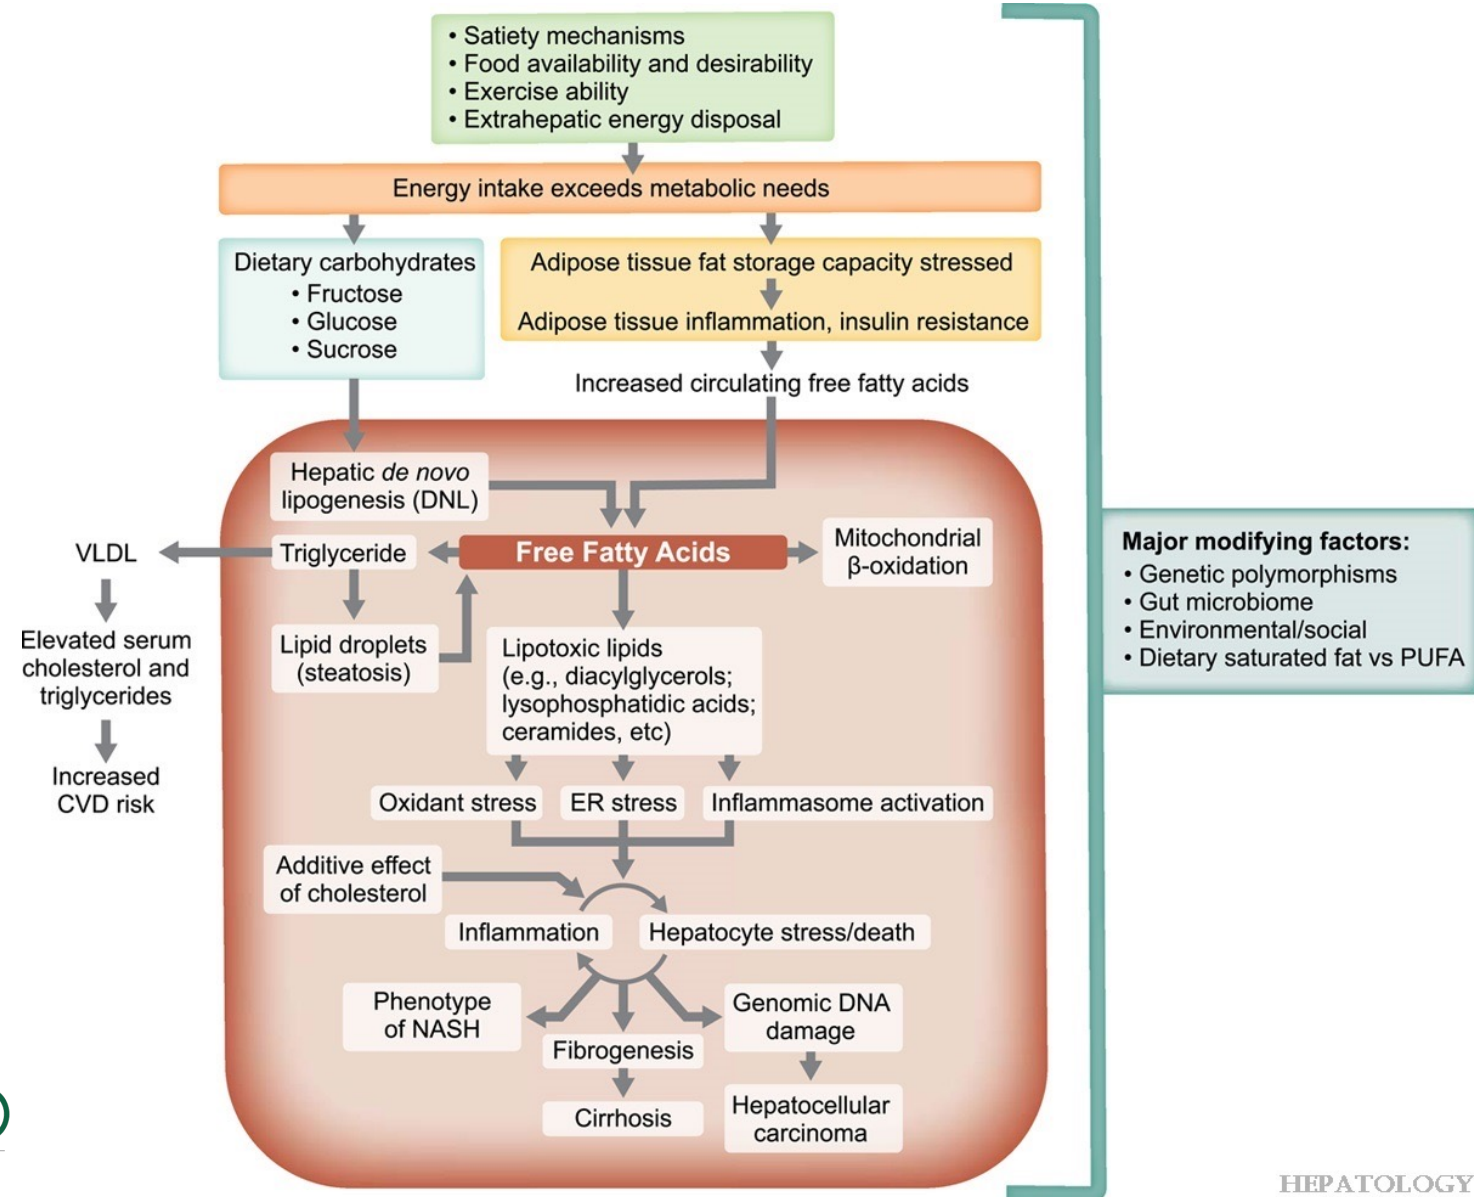 • Satiety mechanisms
• Food availability and desirability
• Exercise ability
• Extrahepatic energy disposal
Energy intake exceeds metabolic needs
Dietary carbohydrates
• Fructose
• Glucose
• Sucrose
Adipose tissue fat storage capacity stressed
Adipose tissue inflammation, insulin resistance
Increased circulating free fatty acids
Hepatic de novo
lipogenesis (DNL)
VLDL
Triglyceride
Free Fatty Acids
Mitochondrial
β-oxidation
Elevated serum
cholesterol and
triglycerides
Increased
CVD risk
Lipid droplets
(steatosis)
Lipotoxic lipids
(e.g., diacylglycerols;
lysophosphatidic acids;
ceramides, etc)
Oxidant stress
ER stress
Inflammasome activation
Additive effect
of cholesterol
Inflammation
Hepatocyte stress/death
Phenotype
of NASH
Fibrogenesis
Cirrhosis
Genomic DNA
damage
Hepatocellular
carcinoma
Major modifying factors:
• Genetic polymorphisms
• Gut microbiome
• Environmental/social
• Dietary saturated fat vs PUFA
HEPATOLOGY